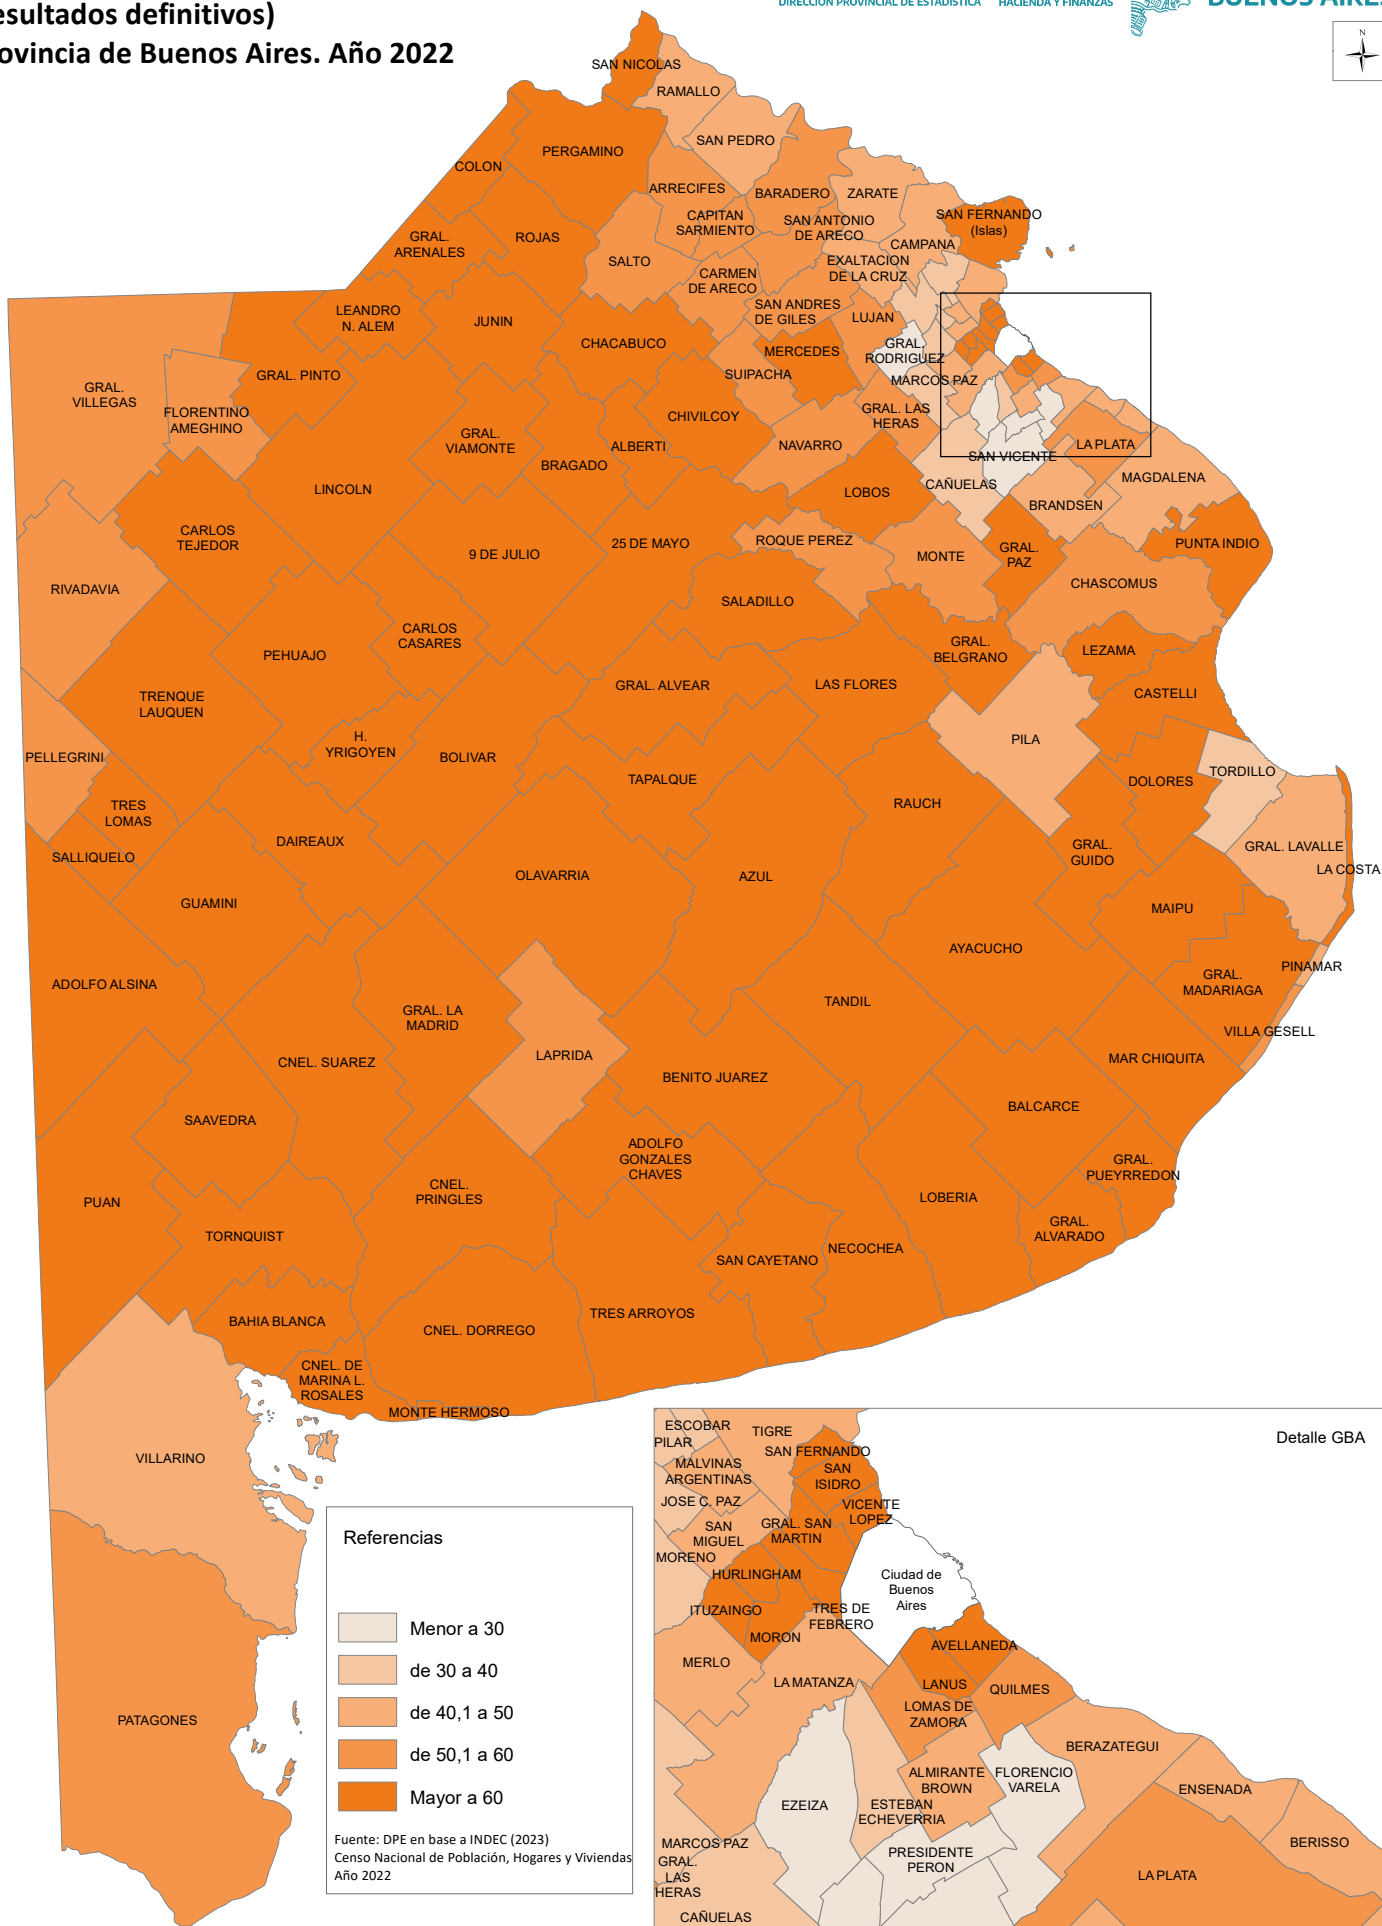 esultados definitivos)
ovincia de Buenos Aires. Año 2022
DIRECCIÓN PROVINCIAL DE ESTADÍSTICA
HACIENDA Y FINANZAS
BUENOS AIRES
N
SAN NICOLAS
RAMALLO
SAN PEDRO
PERGAMINO
COLON
ARRECIFES
BARADERO
ZARATE
CAPITAN
SARMIENTO
SAN ANTONIO
DE ARECO
SAN FERNANDO
(Islas)
GRAL.
ARENALES
ROJAS
SALTO
CAMPANA
EXALTACION
DE LA CRUZ
CARMEN
DE ARECO
LEANDRO
N. ALEM
JUNIN
SAN ANDRES
DE GILES
LUJAN
CHACABUCO
MERCEDES
GRAL.
RODRIGUEZ
GRAL.
VILLEGAS
GRAL. PINTO
SUIPACHA
MARCOS PAZ
FLORENTINO
AMEGHINO
CHIVILCOY
GRAL. LAS
HERAS
GRAL.
VIAMONTE
ALBERTI
NAVARRO
LA PLATA
BRAGADO
SAN VICENTE
LINCOLN
LOBOS
CAÑUELAS
MAGDALENA
BRANDSEN
CARLOS
TEJEDOR
9 DE JULIO
25 DE MAYO
ROQUE PEREZ
MONTE
GRAL.
PAZ
PUNTA INDIO
RIVADAVIA
SALADILLO
CHASCOMUS
CARLOS
CASARES
PEHUAJO
GRAL.
BELGRANO
LEZAMA
TRENQUE
LAUQUEN
GRAL. ALVEAR
LAS FLORES
CASTELLI
PELLEGRINI
H.
YRIGOYEN
BOLIVAR
PILA
TAPALQUE
DOLORES
TORDILLO
TRES
LOMAS
RAUCH
DAIREAUX
GRAL.
GUIDO
GRAL. LAVALLE
SALLIQUELO
OLAVARRIA
AZUL
LA COSTA
GUAMINI
MAIPU
AYACUCHO
ADOLFO ALSINA
GRAL.
MADARIAGA
PINAMAR
GRAL. LA
MADRID
TANDIL
VILLA GESELL
CNEL. SUAREZ
LAPRIDA
BENITO JUAREZ
MAR CHIQUITA
SAAVEDRA
BALCARCE
ADOLFO
GONZALES
CHAVES
PUAN
CNEL.
PRINGLES
LOBERIA
GRAL.
PUEYRREDON
TORNQUIST
GRAL.
ALVARADO
SAN CAYETANO
NECOCHEA
BAHIA BLANCA
CNEL. DORREGO
TRES ARROYOS
CNEL. DE
MARINA L.
ROSALES
MONTE HERMOSO
VILLARINO
PATAGONES
Referencias
Menor a 30
de 30 a 40
de 40,1 a 50
de 50,1 a 60
Mayor a 60
Fuente: DPE en base a INDEC (2023)
Censo Nacional de Población, Hogares y Viviendas
Año 2022
Detalle GBA
ESCOBAR
TIGRE
PILAR
SAN FERNANDO
MALVINAS
ARGENTINAS
SAN
ISIDRO
JOSE C. PAZ
VICENTE
LOPEZ
SAN
MIGUEL
GRAL. SAN
MARTIN
MORENO
HURLINGHAM
Ciudad de
Buenos
Aires
ITUZAINGO
TRES DE
FEBRERO
MORON
AVELLANEDA
MERLO
LA MATANZA
LANUS
QUILMES
LOMAS DE
ZAMORA
BERAZATEGUI
ALMIRANTE
BROWN
FLORENCIO
VARELA
ENSENADA
EZEIZA
ESTEBAN
ECHEVERRIA
MARCOS PAZ
BERISSO
PRESIDENTE
PERON
GRAL.
LAS
HERAS
LA PLATA
CAÑUELAS